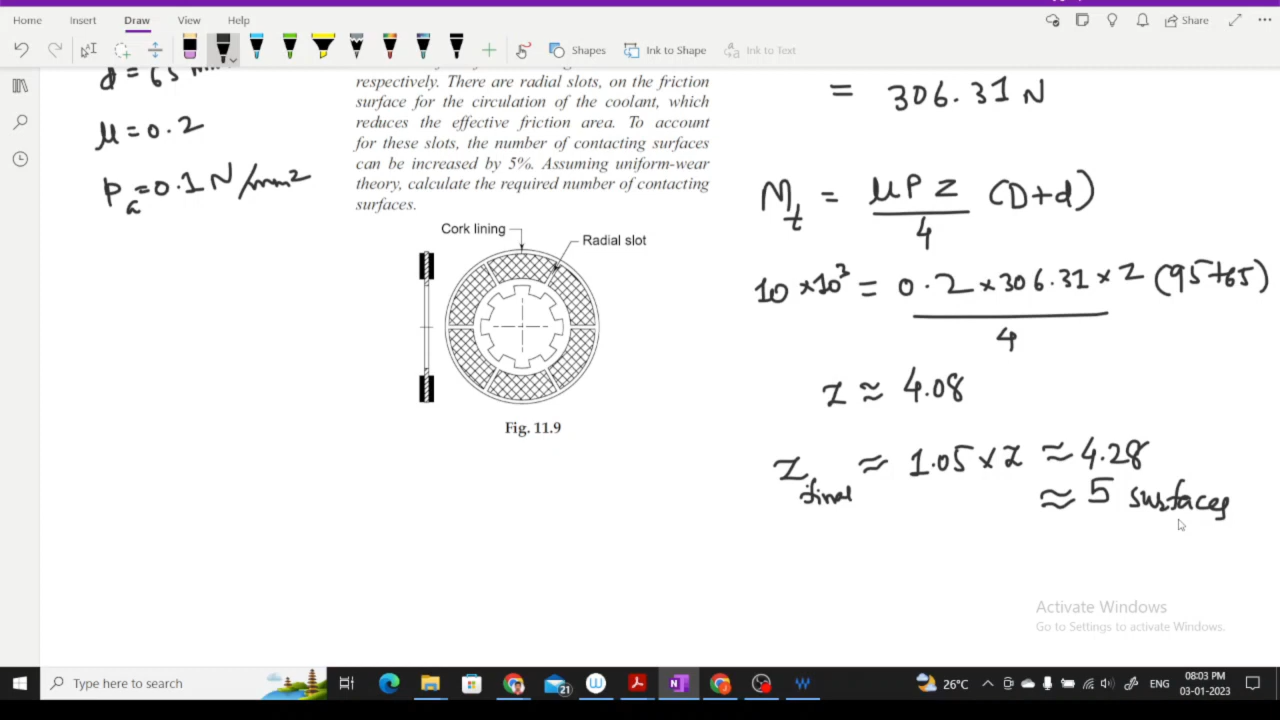 Home Insert Draw View Help
Share
Shapes Ink to Shape Ink to Text
d = 65
μ = 0.2
Pa = 0.1 N/mm2
respectively. There are radial slots, on the friction
surface for the circulation of the coolant, which
reduces the effective friction area. To account
for these slots, the number of contacting surfaces
can be increased by 5%. Assuming uniform-wear
theory, calculate the required number of contacting
surfaces.
Cork lining
Radial slot
Fig. 11.9
= 306.31 N
Mt = μPz/4 (D+d)
10 ×10³ = 0.2 × 306.31 × z (95+65)/4
z ≈ 4.08
Zfinal ≈ 1.05 × z ≈ 4.28
≈ 5 surfaces
Activate Windows
Go to Settings to activate Windows.
Type here to search
21
26°C
ENG
08:03 PM
03-01-2023